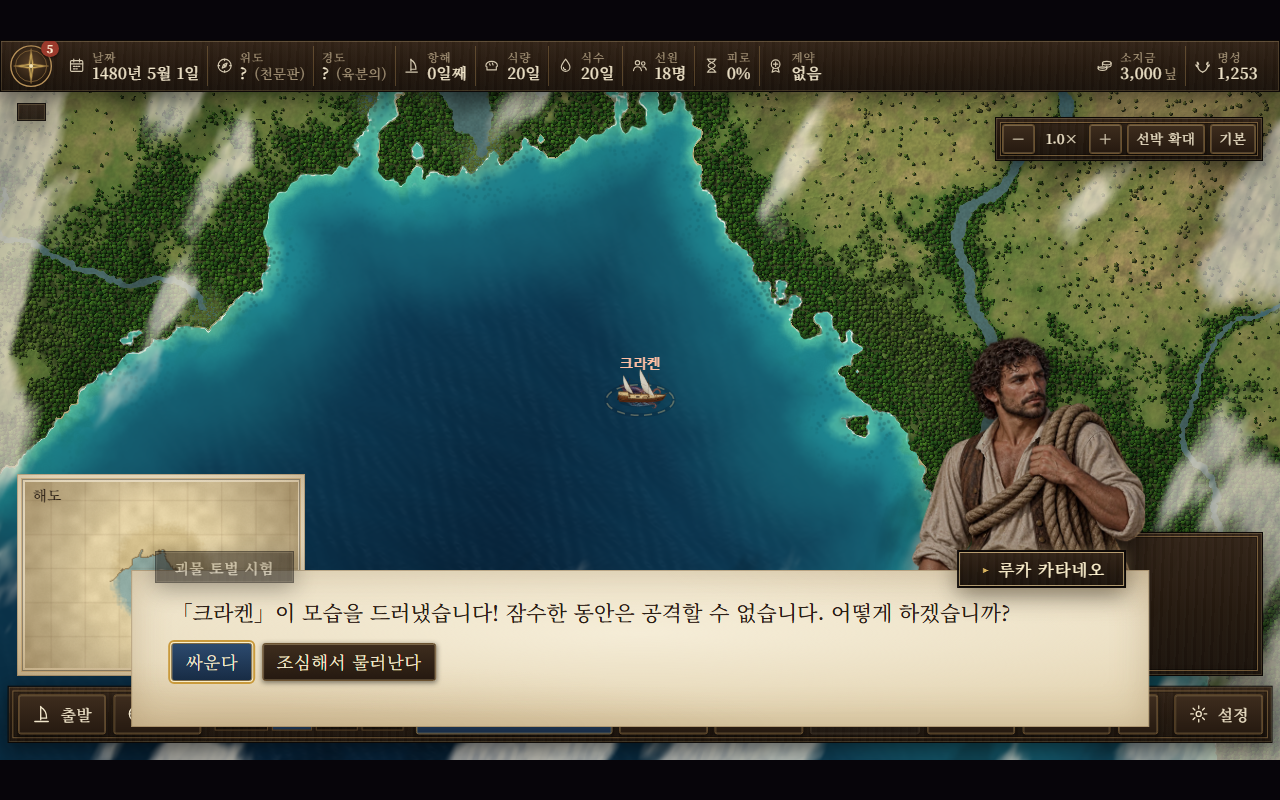 5
날짜
1480년 5월 1일
위도
? (천문판)
경도
? (육분의)
항해
0일째
식량
20일
식수
20일
선원
18명
피로
0%
계약
없음
소지금
3,000 닢
명성
1,253
− 1.0× + 선박 확대 기본
크라켄
해도
괴물 토벌 시험
루카 카타네오
「크라켄」이 모습을 드러냈습니다! 잠수한 동안은 공격할 수 없습니다. 어떻게 하겠습니까?
싸운다 조심해서 물러난다
출발
설정